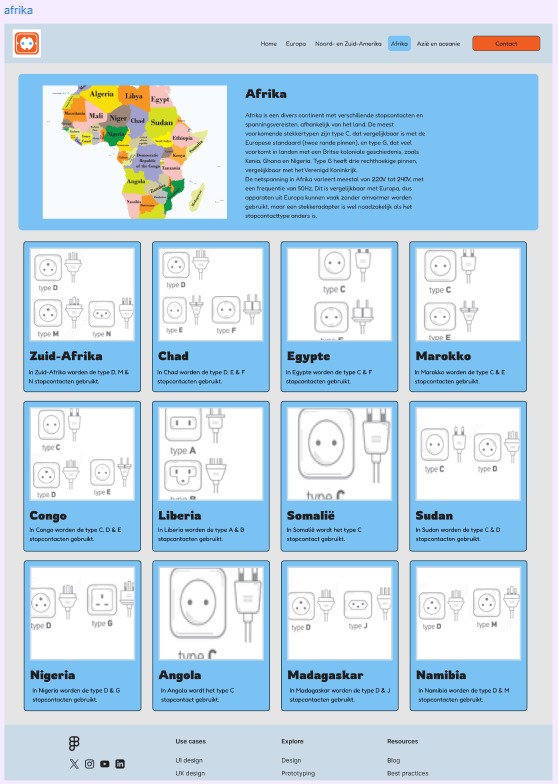 afrika
Home Europa Noord- en Zuid-Amerika Afrika Azië en oceanie Contact
Afrika
Afrika is een divers continent met verschillende stopcontacten en
spanningsvereisten, afhankelijk van het land. De meest
voorkomende stekkertypen zijn type C, dat vergelijkbaar is met de
Europese standaard (twee ronde pinnen), en type G, dat veel
voorkomt in landen met een Britse koloniale geschiedenis, zoals
Kenia, Ghana en Nigeria. Type G heeft drie rechthoekige pinnen,
vergelijkbaar met het Verenigd Koninkrijk.
De netspanning in Afrika varieert meestal van 220V tot 240V, met
een frequentie van 50Hz. Dit is vergelijkbaar met Europa, dus
apparaten uit Europa kunnen vaak zonder omvormer worden
gebruikt, maar een stekkeradapter is wel noodzakelijk als het
stopcontacttype anders is.
Algeria Libya Egypt
Mauritania Mali Niger Chad Sudan
Nigeria Ethiopia
Somalia
Kenya
Democratic
Republic
of the Congo
Tanzania
Angola
Zambia
Namibia
Madagascar
type D
type M type N
Zuid-Afrika
In Zuid-Afrika worden de type D, M &
N stopcontacten gebruikt.
type D
type E type F
Chad
In Chad worden de type D, E & F
stopcontacten gebruikt.
type C
type E type F
Egypte
In Egypte worden de type C & F
stopcontacten gebruikt.
type C
type E
Marokko
In Marokko worden de type C & E
stopcontacten gebruikt.
type C
type D type E
Congo
In Congo worden de type C, D & E
stopcontacten gebruikt.
type A
type B
Liberia
In Liberia worden de type A & B
stopcontacten gebruikt.
type C
Somalië
In Somalië wordt het type C
stopcontact gebruikt.
type C type D
Sudan
In Sudan worden de type C & D
stopcontacten gebruikt.
type D type G
Nigeria
In Nigeria worden de type D & G
stopcontacten gebruikt.
type C
Angola
In Angola wordt het type C
stopcontact gebruikt.
type D type J
Madagaskar
In Madagaskar worden de type D & J
stopcontacten gebruikt.
type D type M
Namibia
In Namibia worden de type D & M
stopcontacten gebruikt.
Use cases Explore Resources
UI design Design Blog
UX design Prototyping Best practices